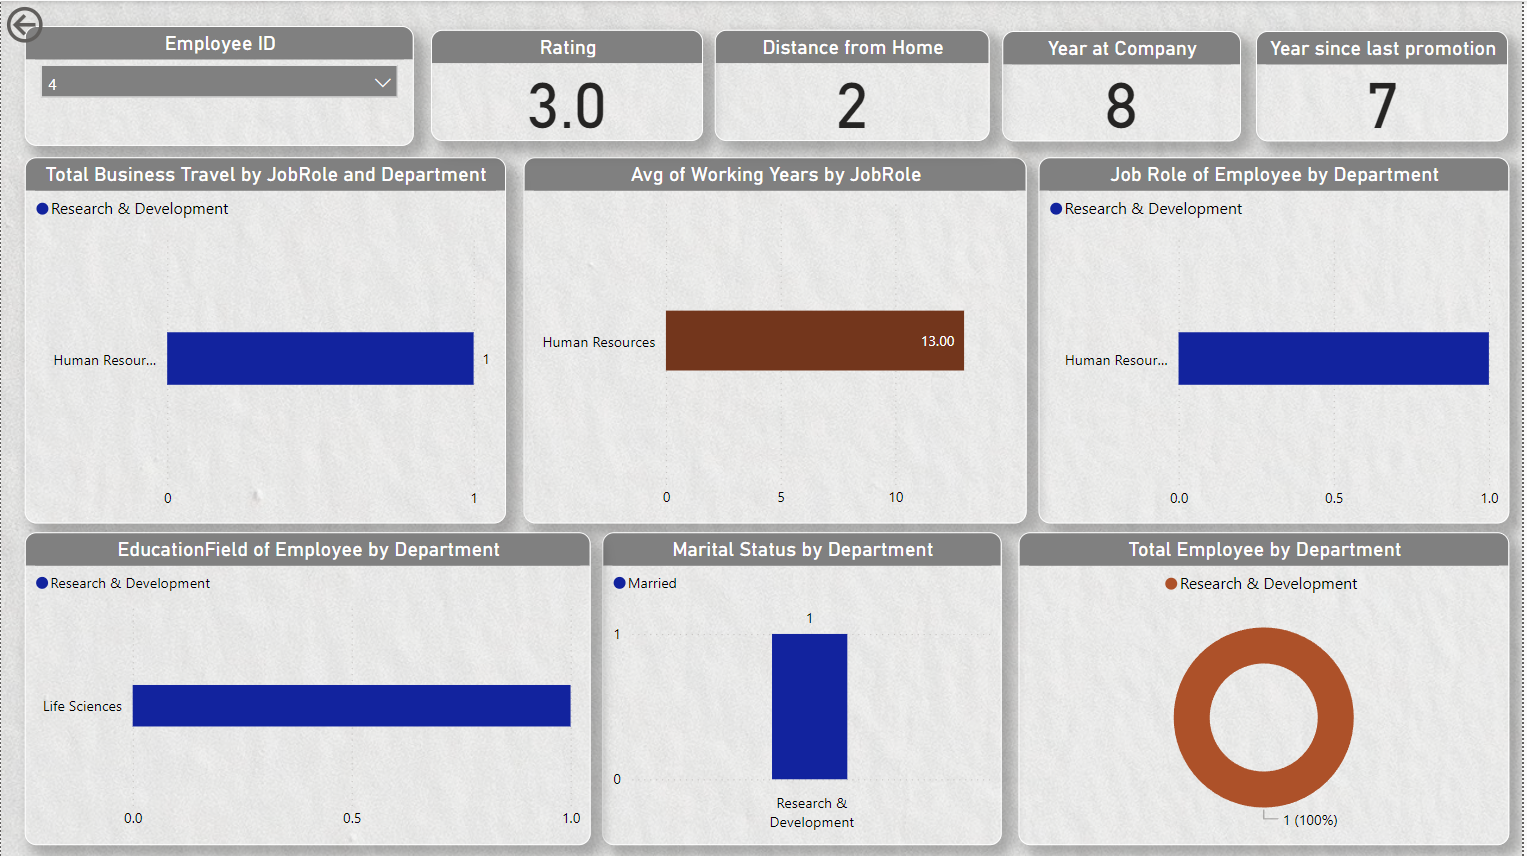 Employee ID
4
Rating
3.0
Distance from Home
2
Year at Company
8
Year since last promotion
7
Total Business Travel by JobRole and Department
Research & Development
Human Resour...
1
0
1
Avg of Working Years by JobRole
Human Resources
13.00
0
5
10
Job Role of Employee by Department
Research & Development
Human Resour...
0.0
0.5
1.0
EducationField of Employee by Department
Research & Development
Life Sciences
0.0
0.5
1.0
Marital Status by Department
Married
1
1
0
Research &
Development
Total Employee by Department
Research & Development
1 (100%)